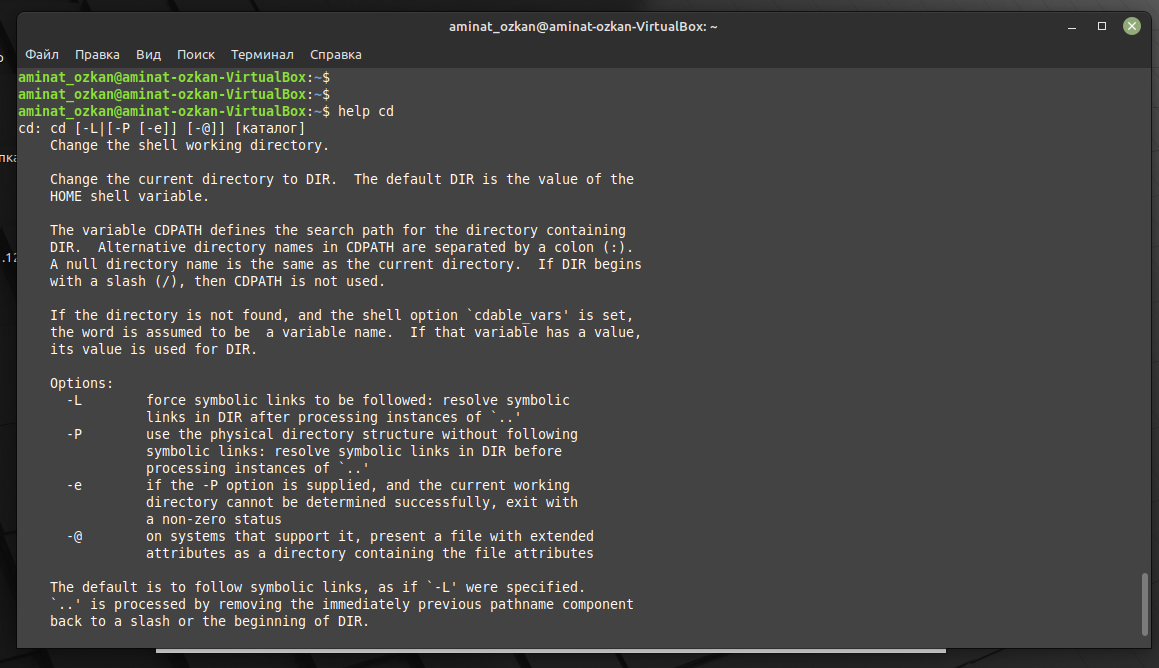 aminat_ozkan@aminat-ozkan-VirtualBox: ~
Файл Правка Вид Поиск Терминал Справка
aminat_ozkan@aminat-ozkan-VirtualBox:~$
aminat_ozkan@aminat-ozkan-VirtualBox:~$
aminat_ozkan@aminat-ozkan-VirtualBox:~$ help cd
cd: cd [-L|[-P [-e]] [-@]] [каталог]
    Change the shell working directory.

    Change the current directory to DIR.  The default DIR is the value of the
    HOME shell variable.

    The variable CDPATH defines the search path for the directory containing
    DIR.  Alternative directory names in CDPATH are separated by a colon (:).
    A null directory name is the same as the current directory.  If DIR begins
    with a slash (/), then CDPATH is not used.

    If the directory is not found, and the shell option `cdable_vars' is set,
    the word is assumed to be  a variable name.  If that variable has a value,
    its value is used for DIR.

    Options:
      -L        force symbolic links to be followed: resolve symbolic
                links in DIR after processing instances of `..'
      -P        use the physical directory structure without following
                symbolic links: resolve symbolic links in DIR before
                processing instances of `..'
      -e        if the -P option is supplied, and the current working
                directory cannot be determined successfully, exit with
                a non-zero status
      -@        on systems that support it, present a file with extended
                attributes as a directory containing the file attributes

    The default is to follow symbolic links, as if `-L' were specified.
    `..' is processed by removing the immediately previous pathname component
    back to a slash or the beginning of DIR.